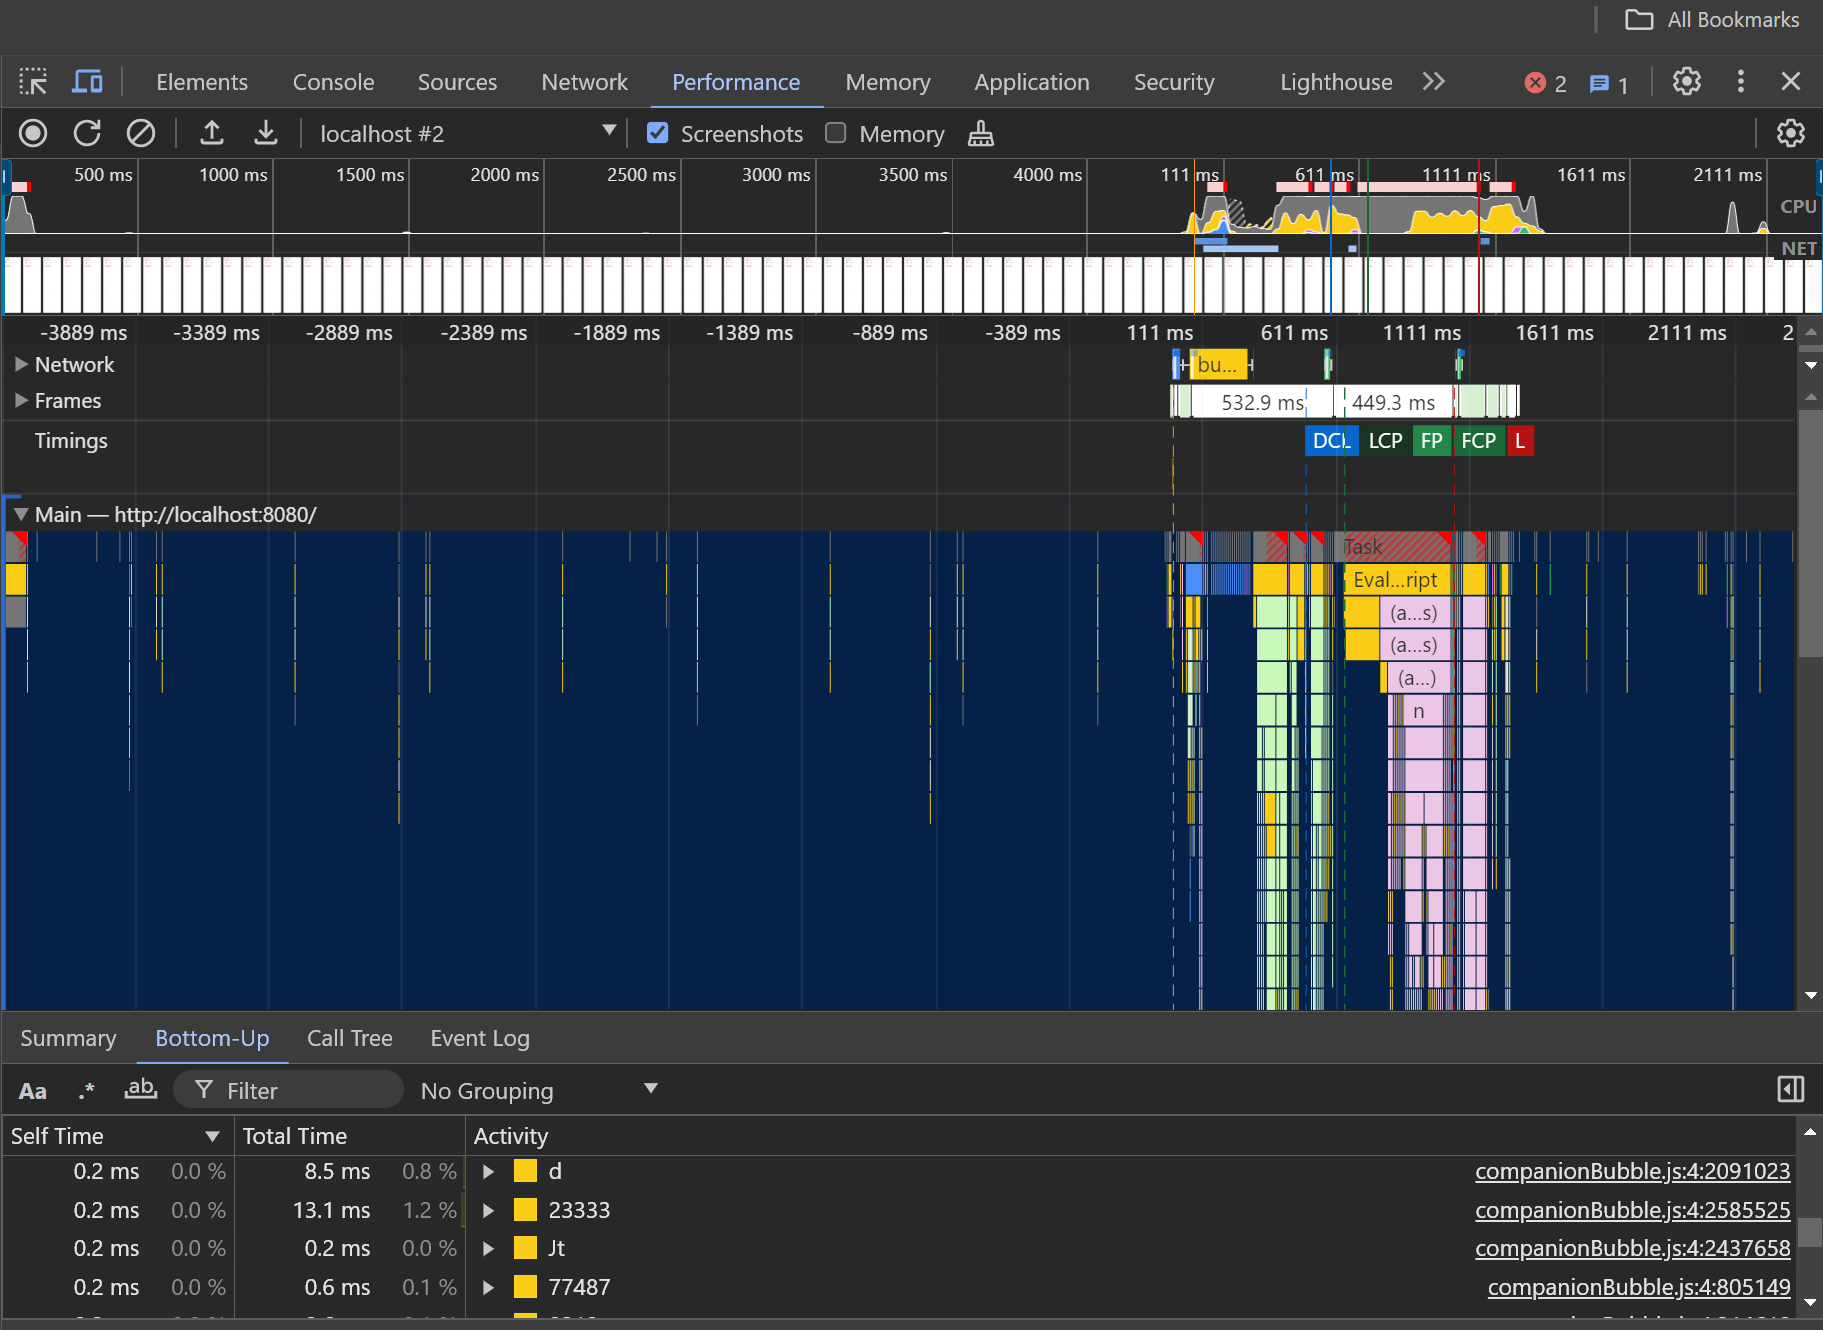 All Bookmarks
Elements Console Sources Network Performance Memory Application Security Lighthouse 2 1
localhost #2 Screenshots Memory
500 ms 1000 ms 1500 ms 2000 ms 2500 ms 3000 ms 3500 ms 4000 ms 111 ms 611 ms 1111 ms 1611 ms 2111 ms
CPU
NET
-3889 ms -3389 ms -2889 ms -2389 ms -1889 ms -1389 ms -889 ms -389 ms 111 ms 611 ms 1111 ms 1611 ms 2111 ms 2
Network bu...
Frames 532.9 ms 449.3 ms
Timings DCL LCP FP FCP L
Main — http://localhost:8080/
Task
Eval...ript
(a...s)
(a...s)
(a...)
n
Summary Bottom-Up Call Tree Event Log
Aa .* ab Filter No Grouping
Self Time Total Time Activity
0.2 ms 0.0 % 8.5 ms 0.8 % d companionBubble.js:4:2091023
0.2 ms 0.0 % 13.1 ms 1.2 % 23333 companionBubble.js:4:2585525
0.2 ms 0.0 % 0.2 ms 0.0 % Jt companionBubble.js:4:2437658
0.2 ms 0.0 % 0.6 ms 0.1 % 77487 companionBubble.js:4:805149